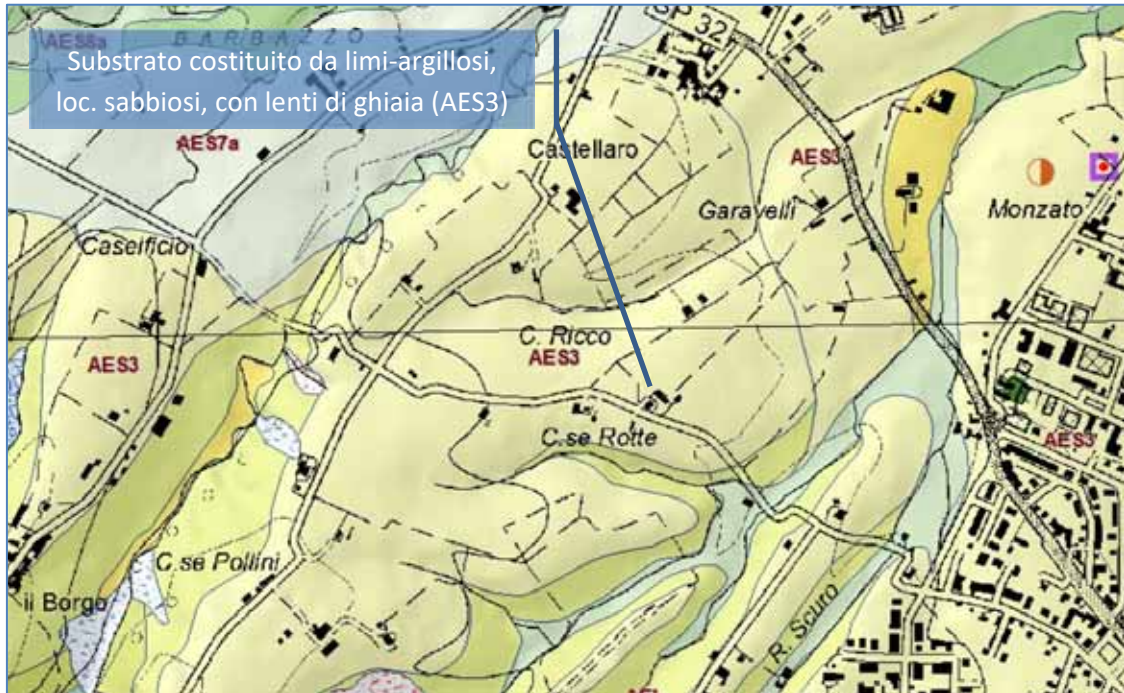 AES8a
BARBAZZO
SP 32
Substrato costituito da limi-argillosi,
loc. sabbiosi, con lenti di ghiaia (AES3)
AES7a
Castellaro
AES3
Garavelli
Monzato
Caseificio
C. Ricco
AES3
AES3
C.se Rotte
AES3
C.se Pollini
il Borgo
R. Scuro